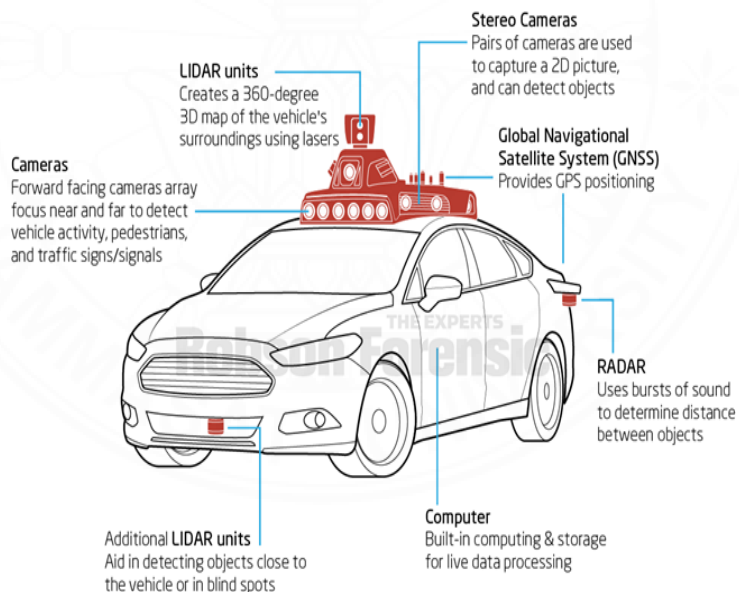 Stereo Cameras
Pairs of cameras are used
to capture a 2D picture,
and can detect objects
LIDAR units
Creates a 360-degree
3D map of the vehicle's
surroundings using lasers
Global Navigational
Satellite System (GNSS)
Provides GPS positioning
Cameras
Forward facing cameras array
focus near and far to detect
vehicle activity, pedestrians,
and traffic signs/signals
THE EXPERTS
Robson Forensic
RADAR
Uses bursts of sound
to determine distance
between objects
Computer
Built-in computing & storage
for live data processing
Additional LIDAR units
Aid in detecting objects close to
the vehicle or in blind spots